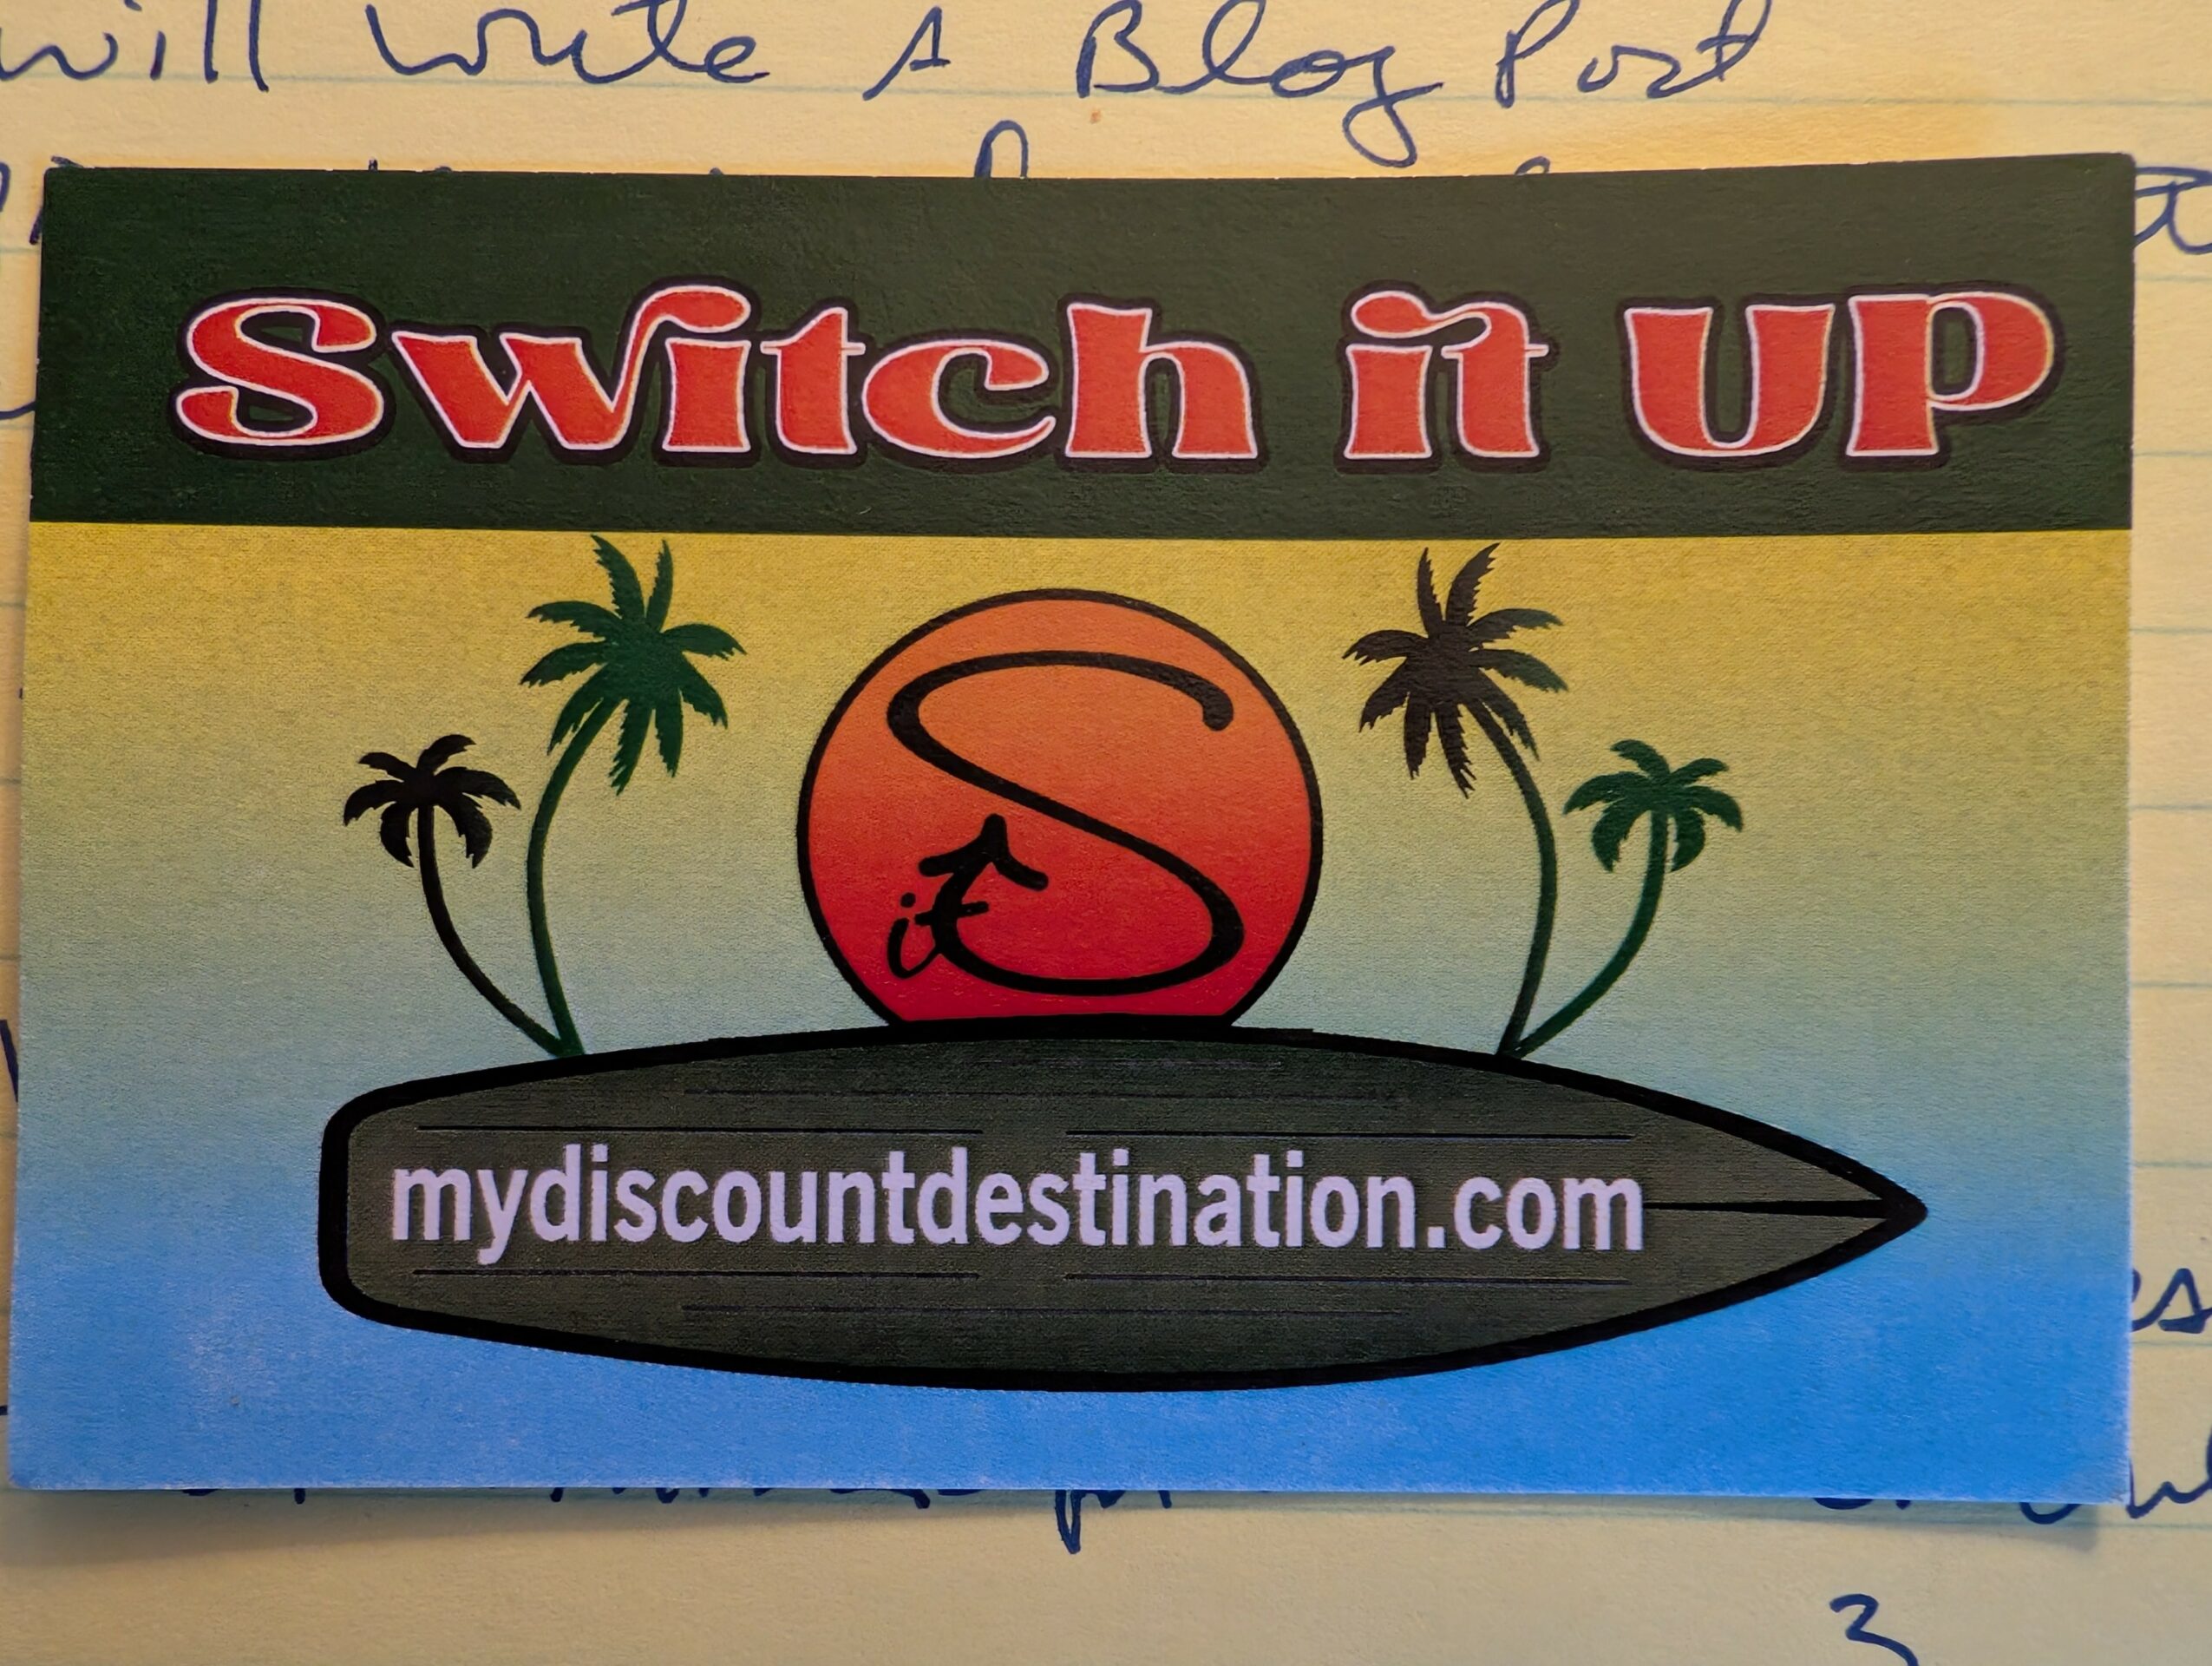 will write A Blog Post
Switch it UP
S
it
mydiscountdestination.com
3